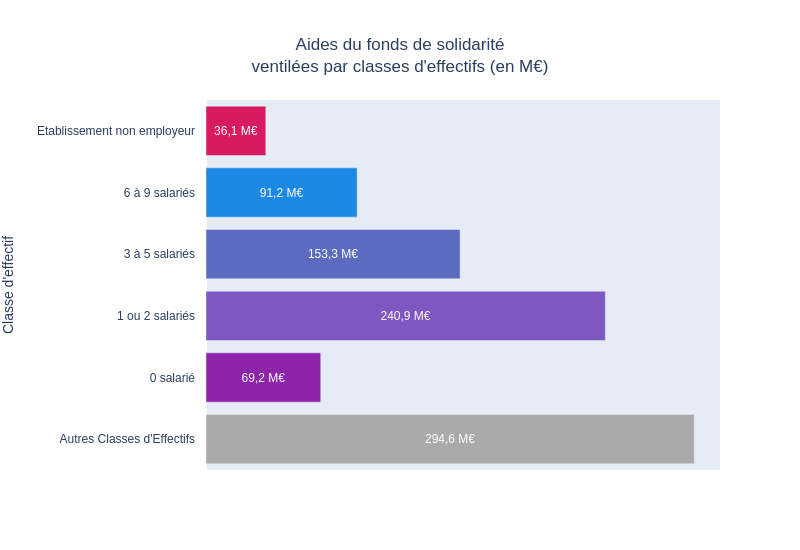 Aides du fonds de solidarité
ventilées par classes d'effectifs (en M€)
Classe d'effectif
Etablissement non employeur
36,1 M€
6 à 9 salariés
91,2 M€
3 à 5 salariés
153,3 M€
1 ou 2 salariés
240,9 M€
0 salarié
69,2 M€
Autres Classes d'Effectifs
294,6 M€